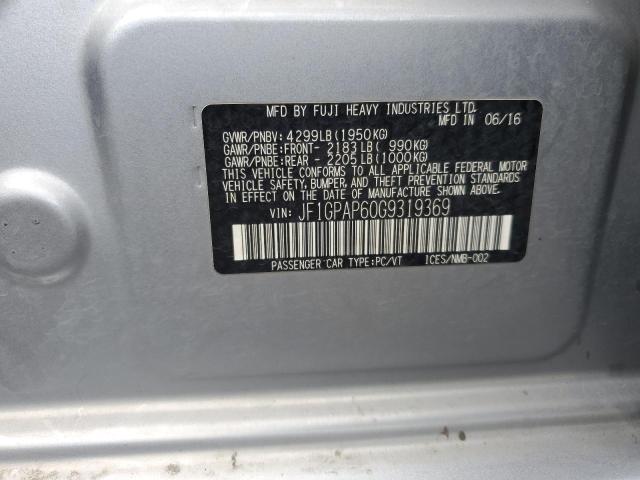 MFD BY FUJI HEAVY INDUSTRIES LTD.
MFD IN 06/16
GVWR/PNBV: 4299LB(1950KG)
GAWR/PNBE:FRONT- 2183LB( 990KG)
GAWR/PNBE:REAR - 2205LB(1000KG)
THIS VEHICLE CONFORMS TO ALL APPLICABLE FEDERAL MOTOR
VEHICLE SAFETY, BUMPER, AND THEFT PREVENTION STANDARDS
IN EFFECT ON THE DATE OF MANUFACTURE SHOWN ABOVE.
VIN: JF1GPAP60G9319369
PASSENGER CAR TYPE:PC/VT ICES/NMB-002